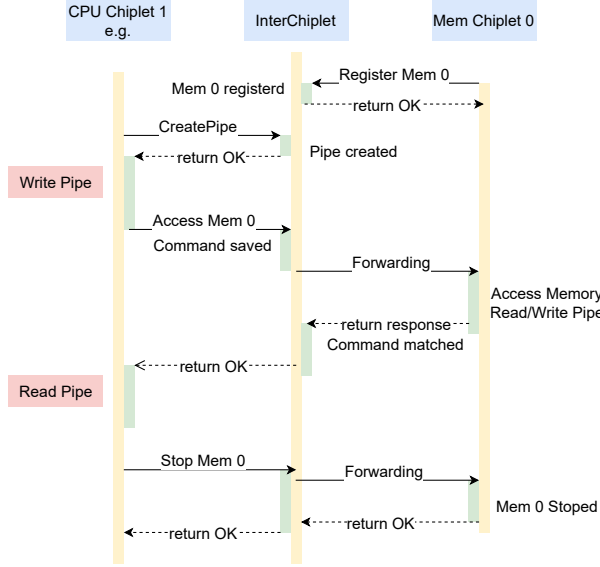 CPU Chiplet 1
e.g.
InterChiplet
Mem Chiplet 0
Register Mem 0
Mem 0 registerd
return OK
CreatePipe
return OK
Pipe created
Write Pipe
Access Mem 0
Command saved
Forwarding
Access Memory
Read/Write Pipe
return response
Command matched
return OK
Read Pipe
Stop Mem 0
Forwarding
Mem 0 Stoped
return OK
return OK